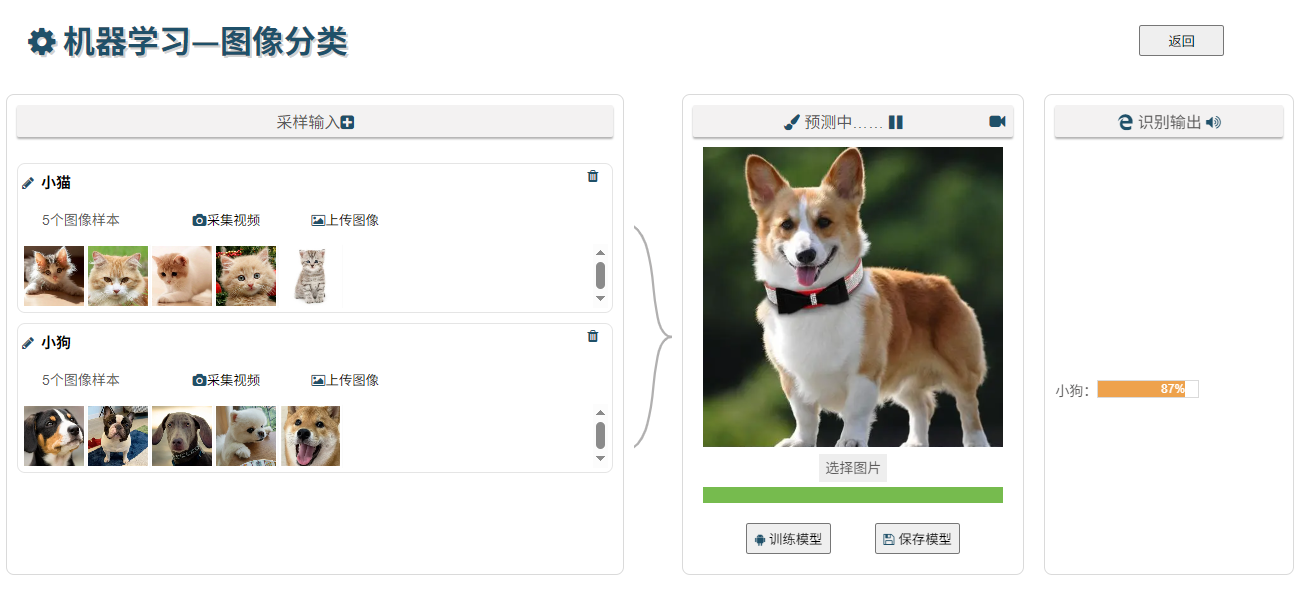 机器学习—图像分类
返回
采样输入
小猫
5个图像样本 采集视频 上传图像
小狗
5个图像样本 采集视频 上传图像
预测中……
选择图片
训练模型 保存模型
识别输出
小狗: 87%